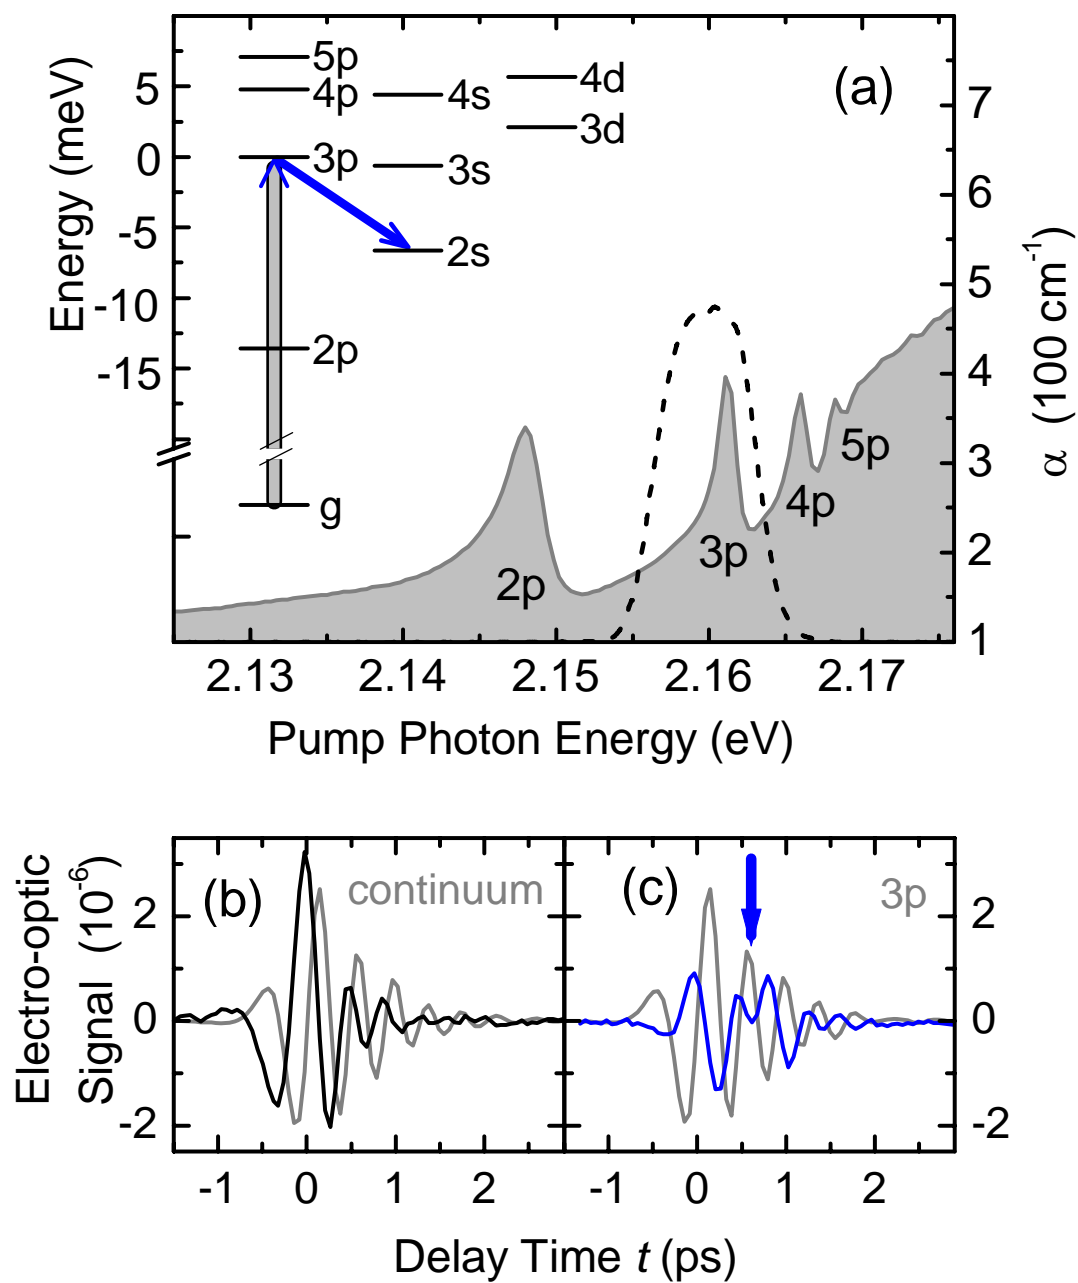 (a)
Energy (meV)
5
0
-5
-10
-15
5p
4p
3p
2p
g
4s
3s
2s
4d
3d
7
6
5
4
3
2
1
α (100 cm⁻¹)
2p
3p
4p
5p
2.13 2.14 2.15 2.16 2.17
Pump Photon Energy (eV)
Electro-optic
Signal (10⁻⁶)
2
0
-2
(b)
continuum
(c)
3p
2
0
-2
-1 0 1 2
-1 0 1 2
Delay Time t (ps)